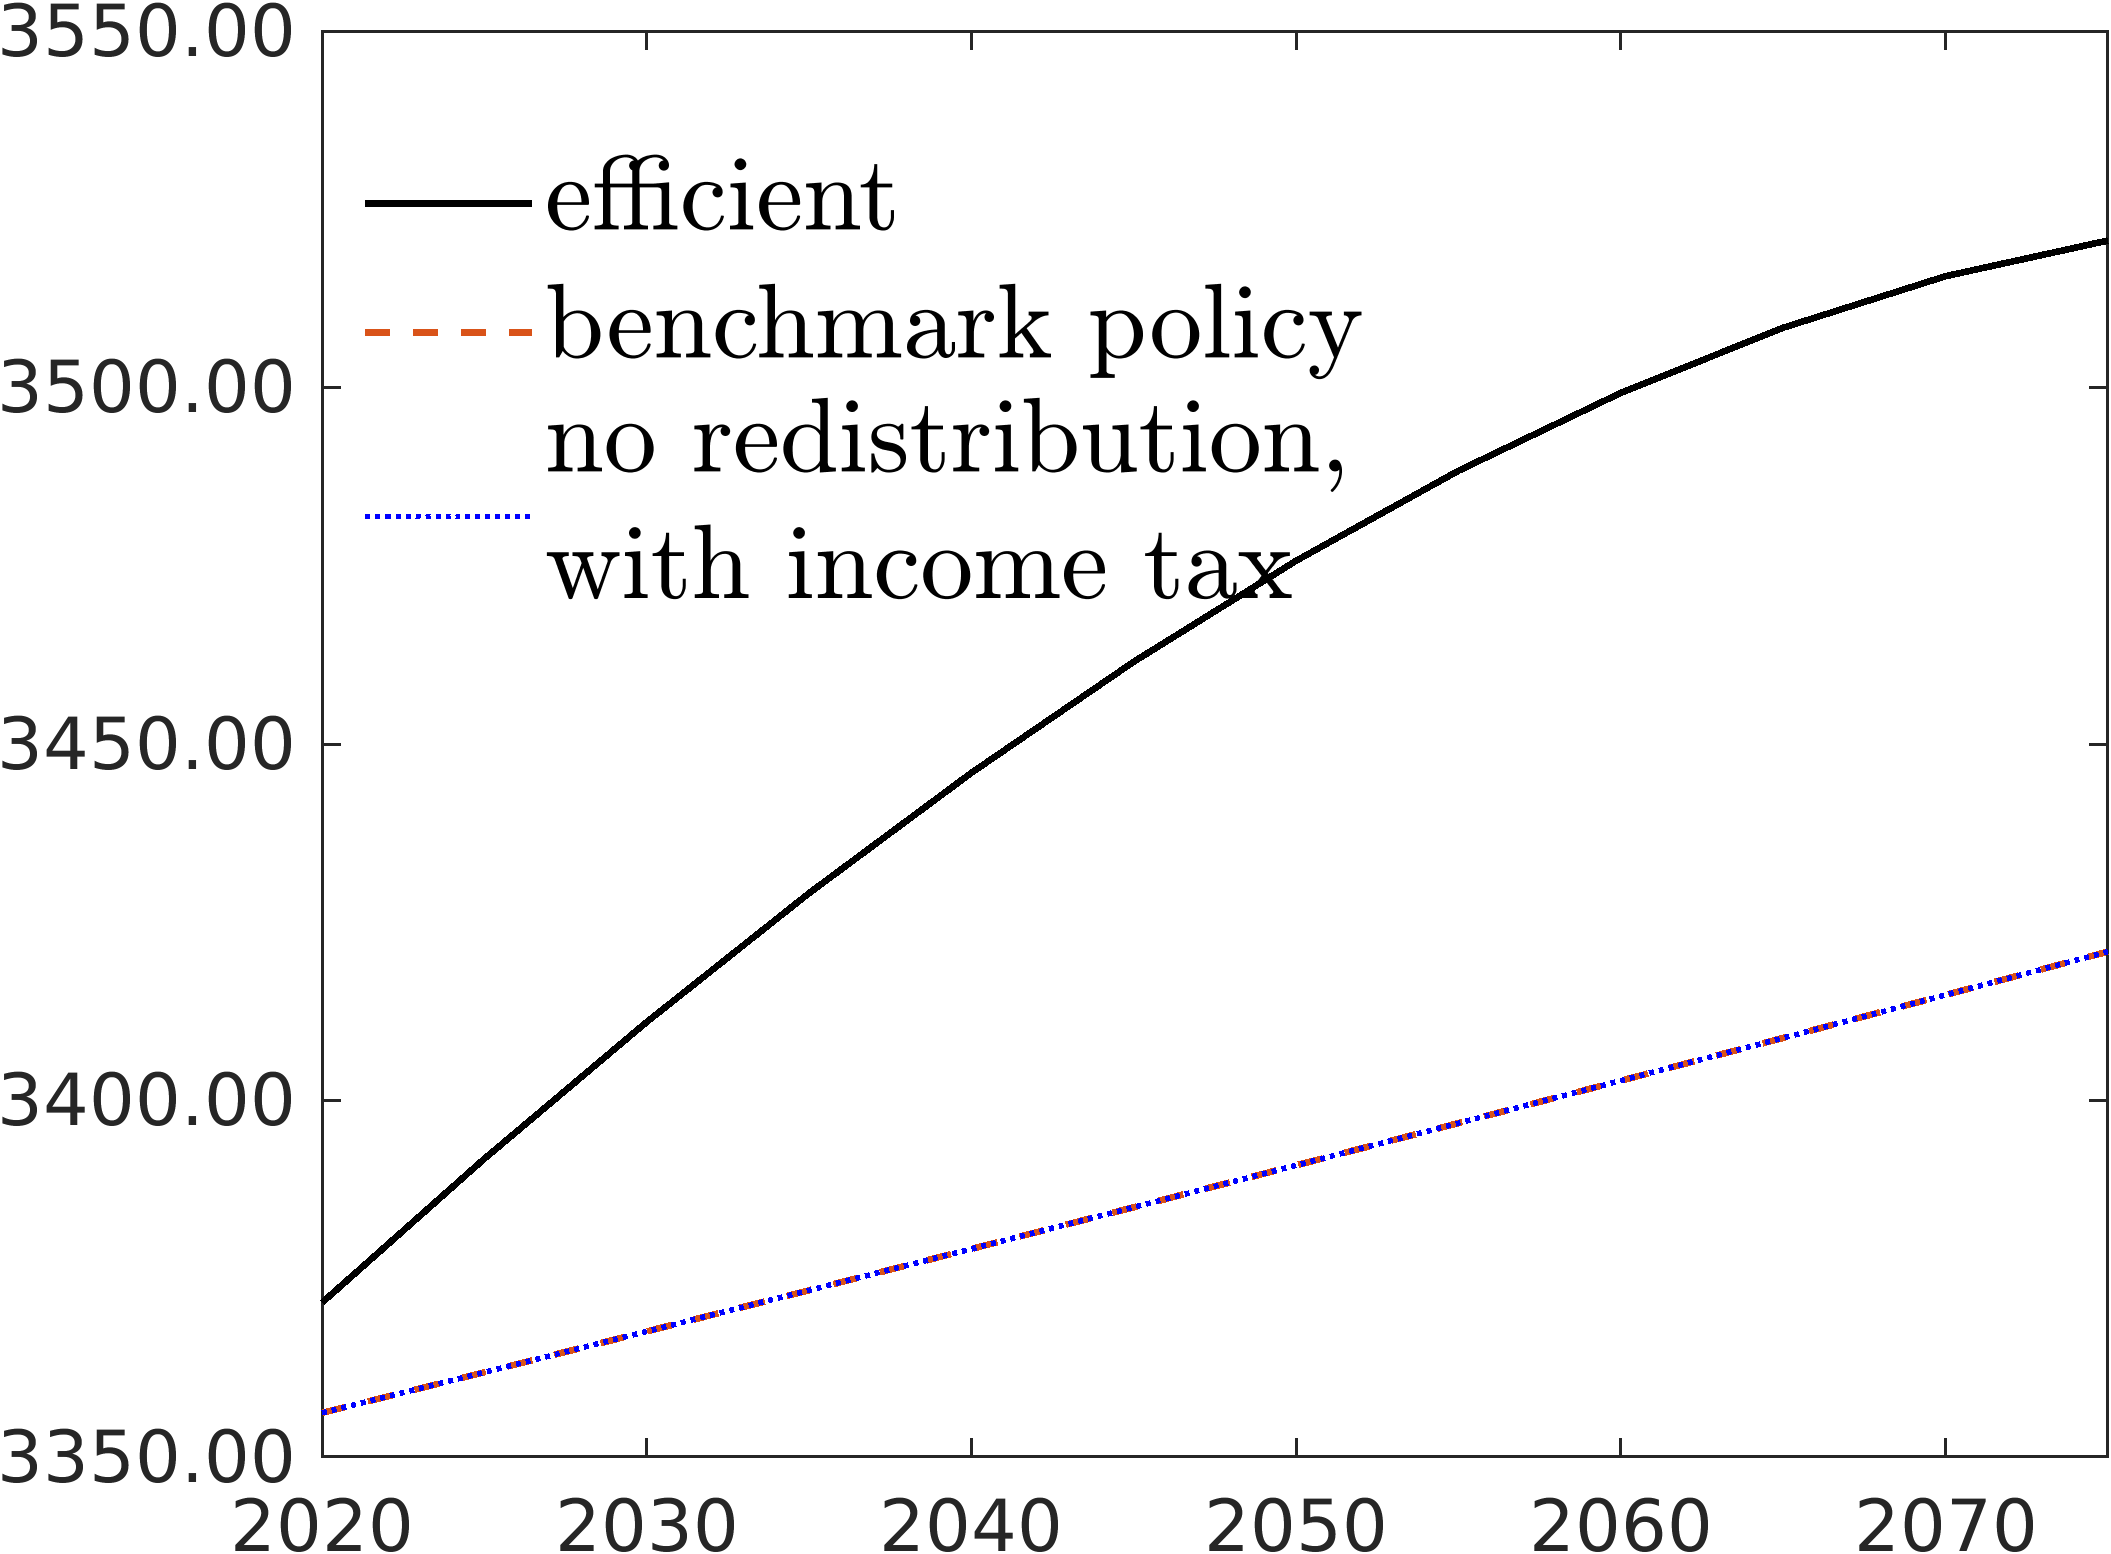 3550.00
efficient
benchmark policy
3500.00
no redistribution,
with income tax
3450.00
3400.00
3350.00
2020 2030 2040 2050 2060 2070